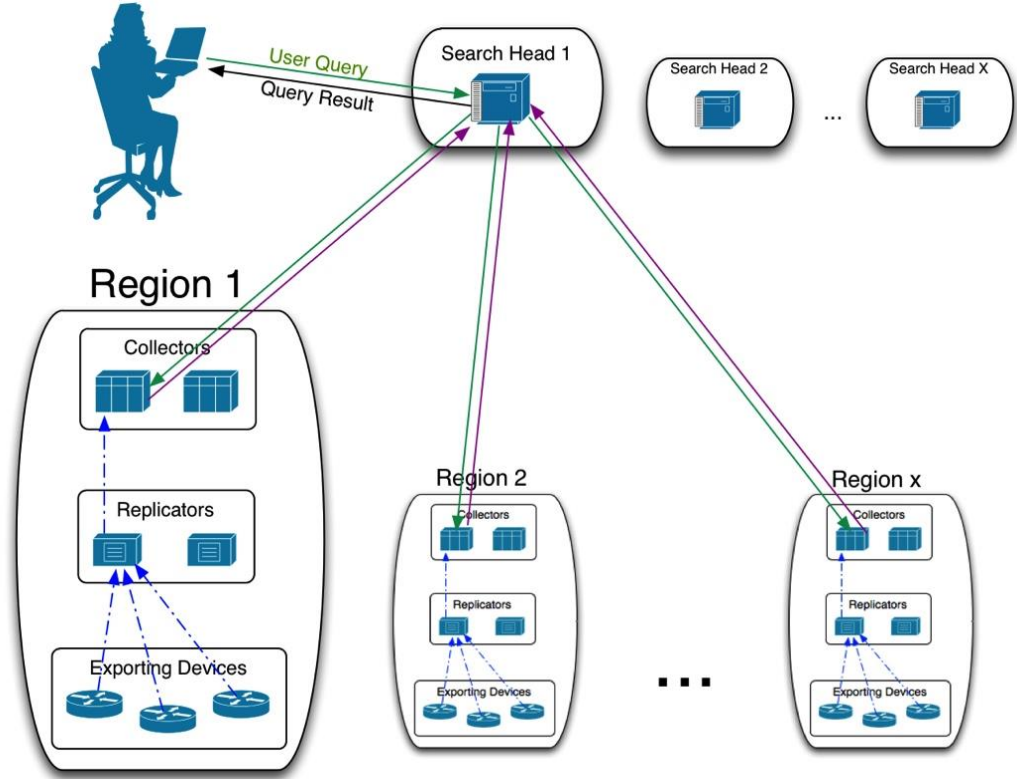 User Query
Query Result
Search Head 1
Search Head 2
...
Search Head X
Region 1
Collectors
Replicators
Exporting Devices
Region 2
Collectors
Replicators
Exporting Devices
...
Region x
Collectors
Replicators
Exporting Devices